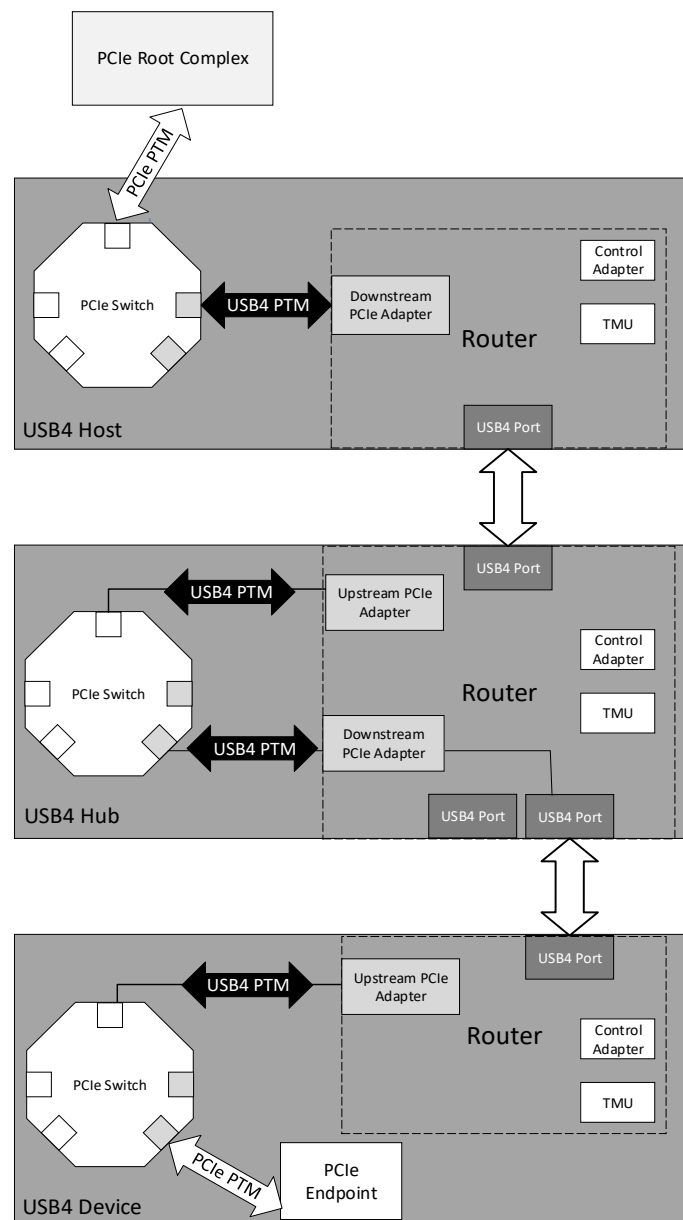 PCIe Root Complex
PCIe PTM
PCIe Switch
USB4 PTM
Downstream
PCIe Adapter
Control
Adapter
TMU
Router
USB4 Port
USB4 Host
USB4 Port
USB4 PTM
Upstream PCIe
Adapter
Control
Adapter
PCIe Switch
Router
TMU
USB4 PTM
Downstream
PCIe Adapter
USB4 Port
USB4 Port
USB4 Hub
USB4 Port
USB4 PTM
Upstream PCIe
Adapter
Router
Control
Adapter
PCIe Switch
TMU
PCIe PTM
PCIe
Endpoint
USB4 Device